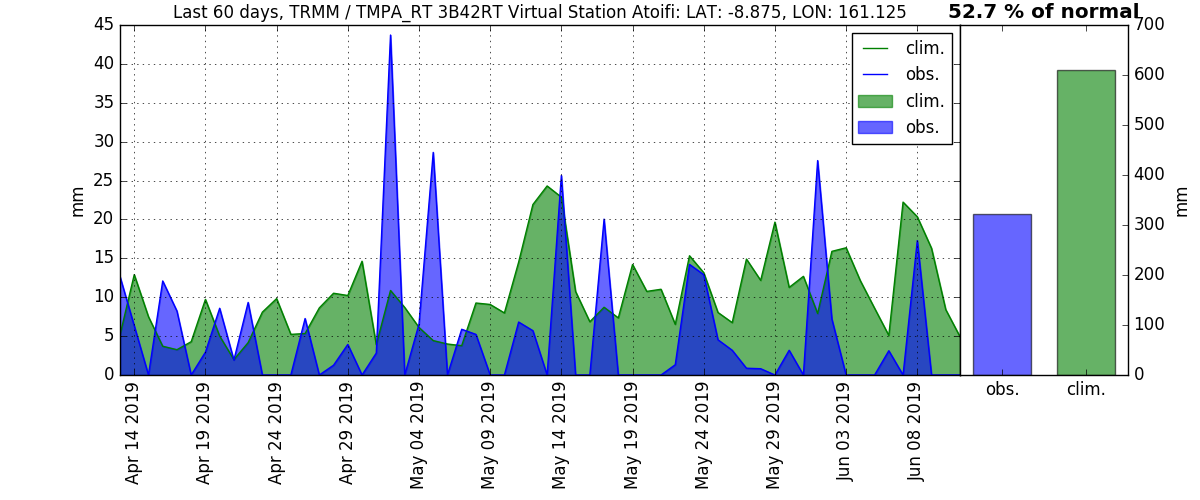 Last 60 days, TRMM / TMPA_RT 3B42RT Virtual Station Atoifi: LAT: -8.875, LON: 161.125
52.7 % of normal
mm
45
40
35
30
25
20
15
10
5
0
clim.
obs.
clim.
obs.
Apr 14 2019
Apr 19 2019
Apr 24 2019
Apr 29 2019
May 04 2019
May 09 2019
May 14 2019
May 19 2019
May 24 2019
May 29 2019
Jun 03 2019
Jun 08 2019
obs.
clim.
700
600
500
400
300
200
100
0
mm